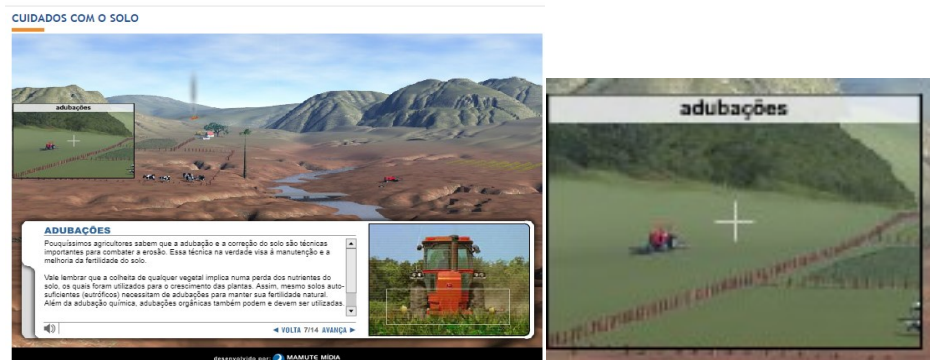 CUIDADOS COM O SOLO
adubações
adubações
ADUBAÇÕES
Pouquíssimos agricultores sabem que a adubação e a correção do solo são técnicas
importantes para combater a erosão. Essa técnica na verdade visa à manutenção e a
melhoria da fertilidade do solo.
Vale lembrar que a colheita de qualquer vegetal implica numa perda dos nutrientes do
solo, os quais foram utilizados para o crescimento das plantas. Assim, mesmo solos auto-
suficientes (eutróficos) necessitam de adubações para manter sua fertilidade natural.
Além da adubação química, adubações orgânicas também podem e devem ser utilizadas.
VOLTA 7/14 AVANÇA
desenvolvido por: MAMUTE MÍDIA